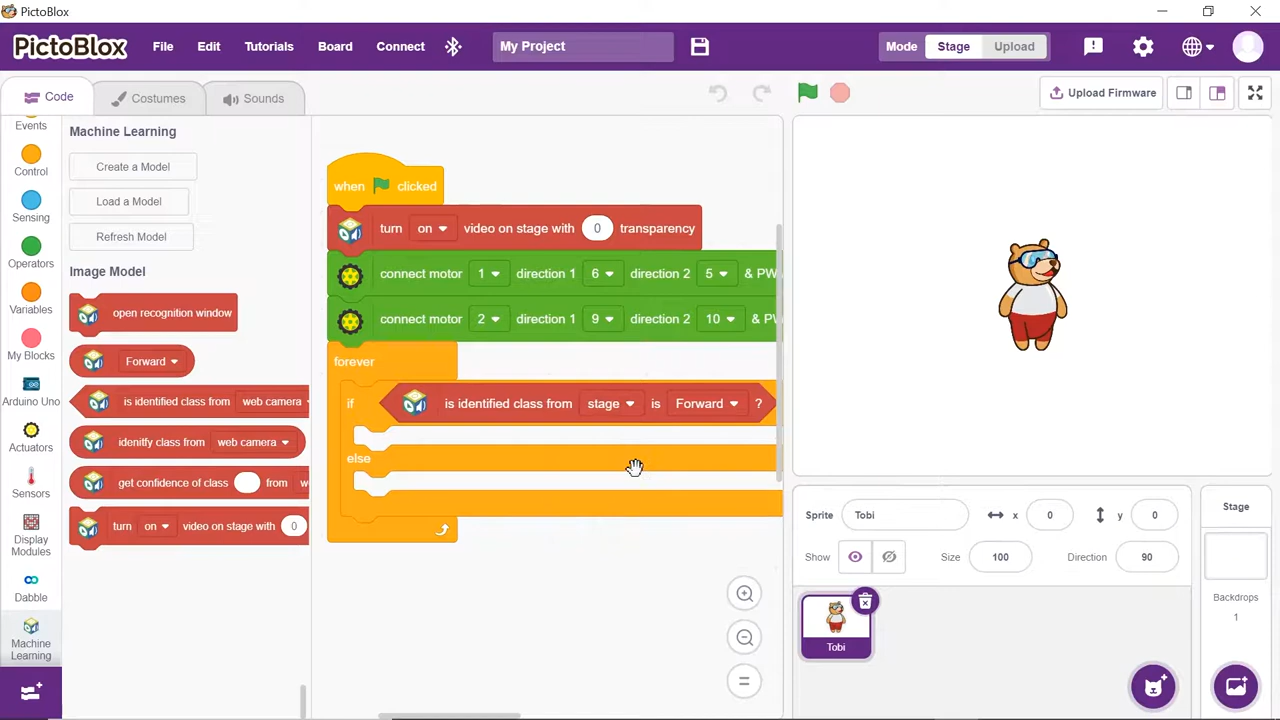 PictoBlox
PictoBlox File Edit Tutorials Board Connect My Project Mode Stage Upload
Code Costumes Sounds Upload Firmware
Events
Control
Sensing
Operators
Variables
My Blocks
Arduino Uno
Actuators
Sensors
Display
Modules
Dabble
Machine
Learning
Machine Learning
Create a Model
Load a Model
Refresh Model
Image Model
open recognition window
Forward
is identified class from web camera
idenitfy class from web camera
get confidence of class from
turn on video on stage with 0
when clicked
turn on video on stage with 0 transparency
connect motor 1 direction 1 6 direction 2 5 &
connect motor 2 direction 1 9 direction 2 10 &
forever
if is identified class from stage is Forward ?
else
Sprite Tobi x 0 y 0
Show Size 100 Direction 90
Tobi
Stage
Backdrops
1